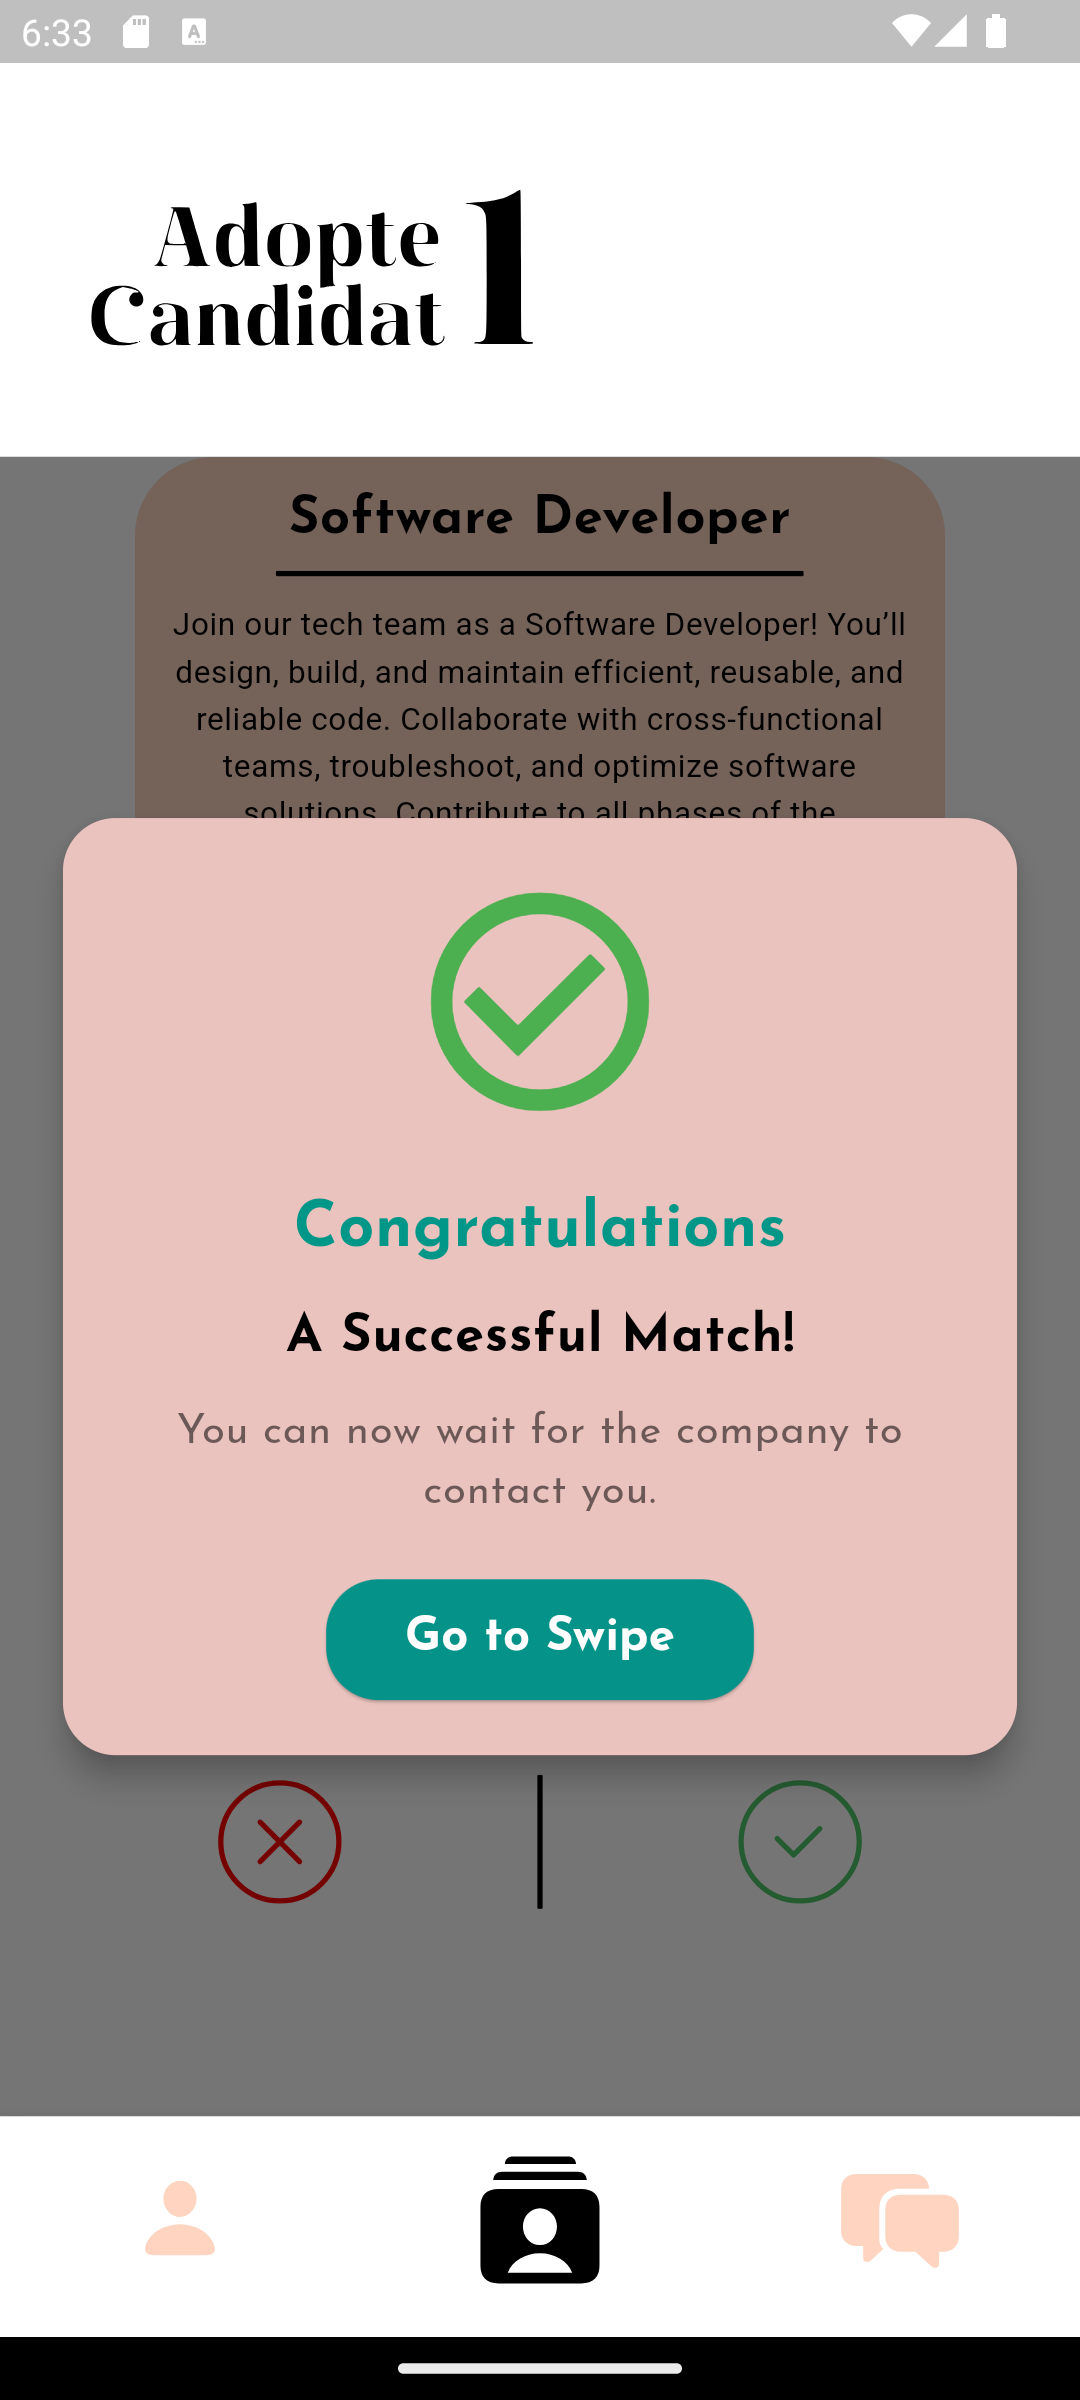 6:33
Adopte
Candidat 1
Software Developer
Join our tech team as a Software Developer! You’ll
design, build, and maintain efficient, reusable, and
reliable code. Collaborate with cross-functional
teams, troubleshoot, and optimize software
solutions. Contribute to all phases of the
Congratulations
A Successful Match!
You can now wait for the company to
contact you.
Go to Swipe